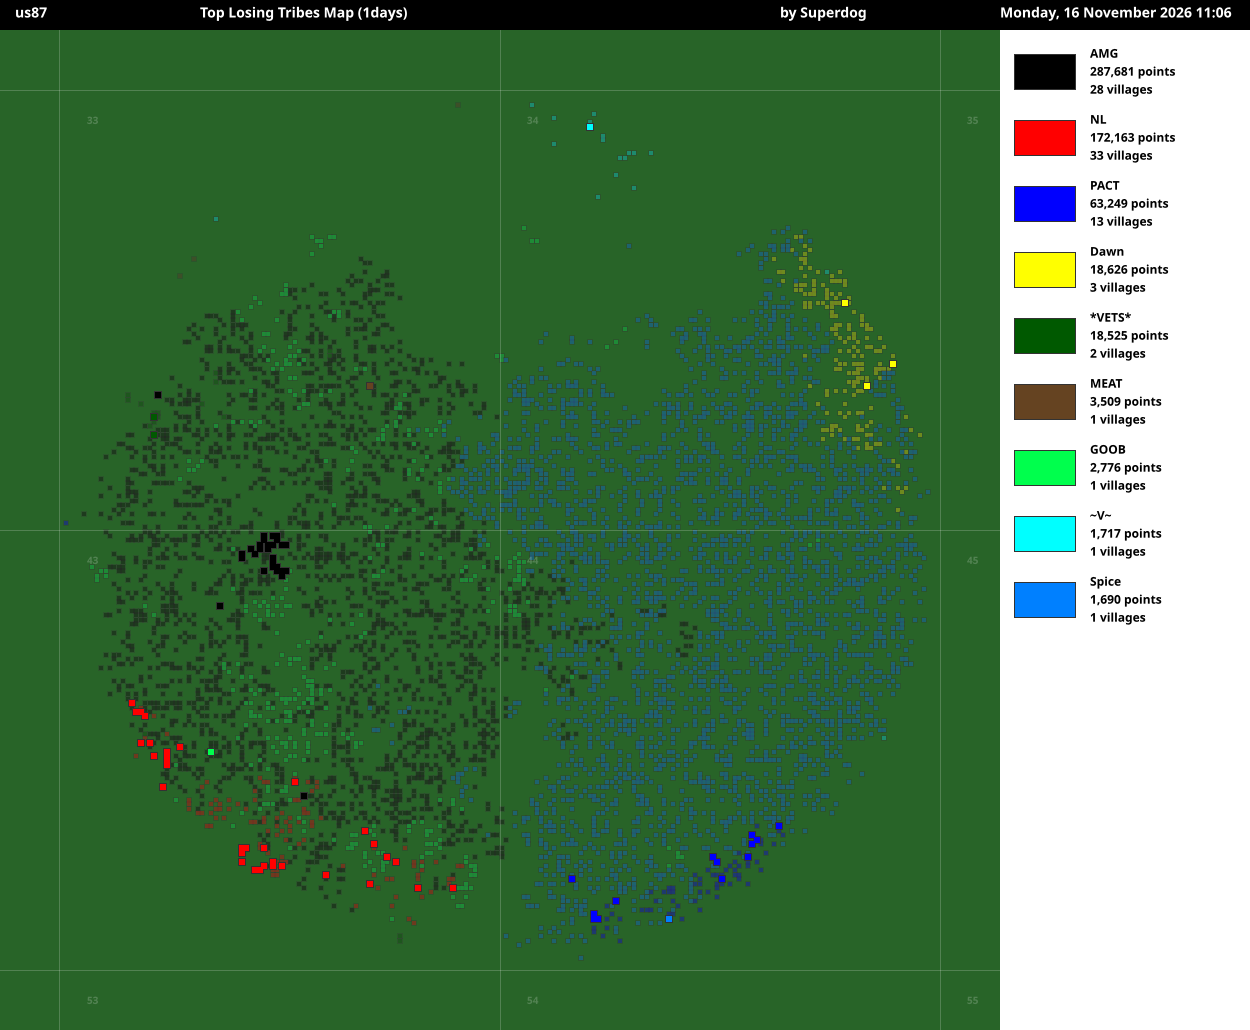 us87 Top Losing Tribes Map (1days) by Superdog Monday, 16 November 2026 11:06
AMG
287,681 points
28 villages
NL
172,163 points
33 villages
PACT
63,249 points
13 villages
Dawn
18,626 points
3 villages
*VETS*
18,525 points
2 villages
MEAT
3,509 points
1 villages
GOOB
2,776 points
1 villages
~V~
1,717 points
1 villages
Spice
1,690 points
1 villages
33 34 35
43 44 45
53 54 55